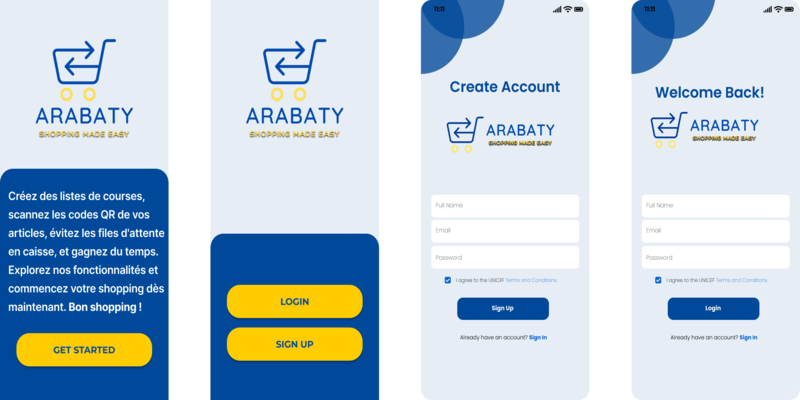 ARABATY
SHOPPING MADE EASY
Créez des listes de courses,
scannez les codes QR de vos
articles, évitez les files d'attente
en caisse, et gagnez du temps.
Explorez nos fonctionnalités et
commencez votre shopping dès
maintenant. Bon shopping !
GET STARTED
ARABATY
SHOPPING MADE EASY
LOGIN
SIGN UP
11:11
Create Account
ARABATY
SHOPPING MADE EASY
Full Name
Email
Password
I agree to the UNICEF Terms and Conditions
Sign Up
Already have an account? Sign In
11:11
Welcome Back!
ARABATY
SHOPPING MADE EASY
Full Name
Email
Password
I agree to the UNICEF Terms and Conditions
Login
Already have an account? Sign In